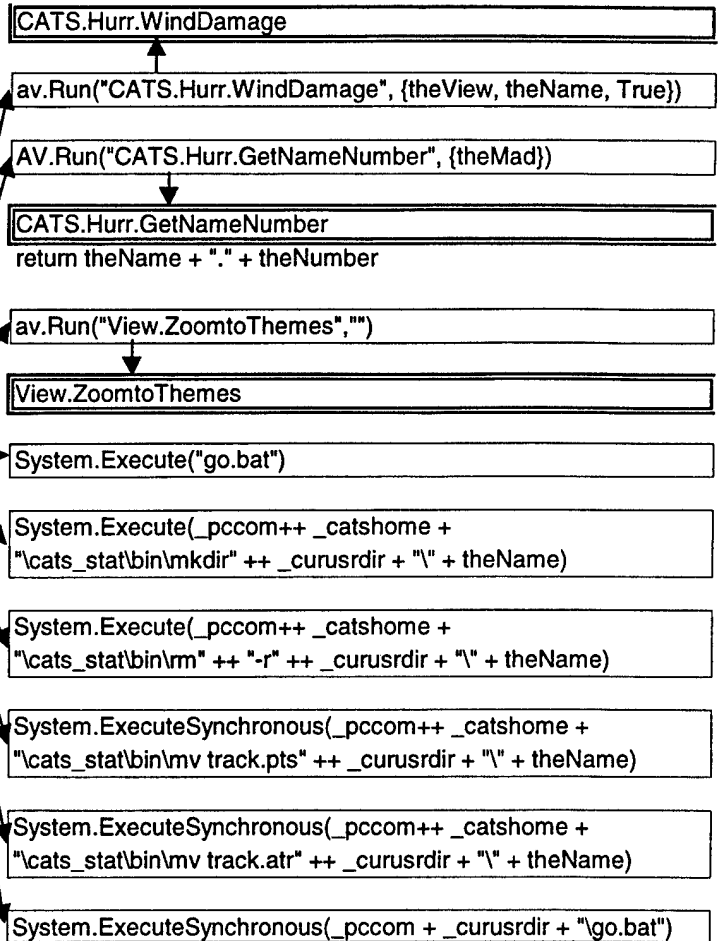 CATS.Hurr.WindDamage
av.Run("CATS.Hurr.WindDamage", {theView, theName, True})
AV.Run("CATS.Hurr.GetNameNumber", {theMad})
CATS.Hurr.GetNameNumber
return theName + "." + theNumber
av.Run("View.ZoomtoThemes","")
View.ZoomtoThemes
System.Execute("go.bat")
System.Execute(_pccom++ _catshome +
"\cats_stat\bin\mkdir" ++ _curusrdir + "\" + theName)
System.Execute(_pccom++ _catshome +
"\cats_stat\bin\rm" ++ "-r" ++ _curusrdir + "\" + theName)
System.ExecuteSynchronous(_pccom++ _catshome +
"\cats_stat\bin\mv track.pts" ++ _curusrdir + "\" + theName)
System.ExecuteSynchronous(_pccom++ _catshome +
"\cats_stat\bin\mv track.atr" ++ _curusrdir + "\" + theName)
System.ExecuteSynchronous(_pccom + _curusrdir + "\go.bat")